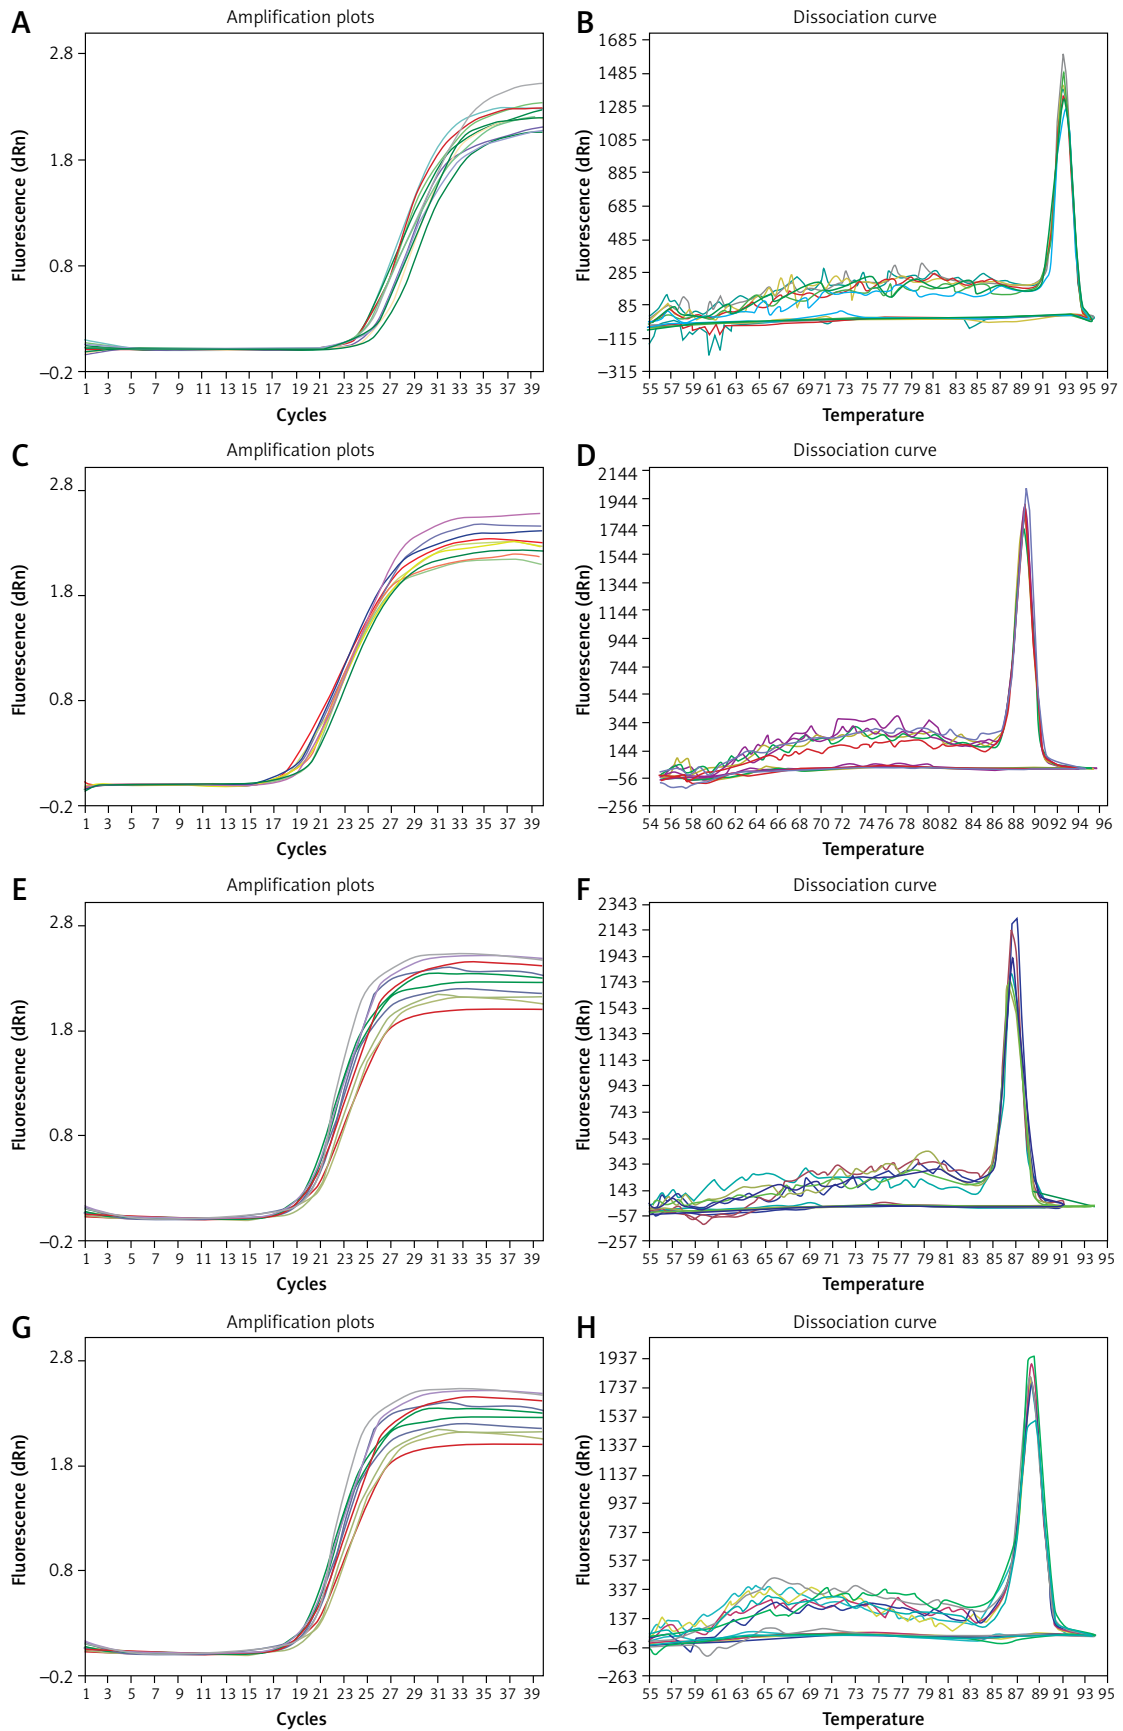 A
Amplification plots
Fluorescence (dRn)
2.8
1.8
0.8
–0.2
1 3 5 7 9 11 13 15 17 19 21 23 25 27 29 31 33 35 37 39
Cycles
B
Dissociation curve
Fluorescence (dRn)
1685
1485
1285
1085
885
685
485
285
85
–115
–315
55 57 59 61 63 65 67 69 71 73 75 77 79 81 83 85 87 89 91 93 95 97
Temperature
C
Amplification plots
Fluorescence (dRn)
2.8
1.8
0.8
–0.2
1 3 5 7 9 11 13 15 17 19 21 23 25 27 29 31 33 35 37 39
Cycles
D
Dissociation curve
Fluorescence (dRn)
2144
1944
1744
1544
1344
1144
944
744
544
344
144
–56
–256
54 56 58 60 62 64 66 68 70 72 74 76 78 80 82 84 86 88 90 92 94 96
Temperature
E
Amplification plots
Fluorescence (dRn)
2.8
1.8
0.8
–0.2
1 3 5 7 9 11 13 15 17 19 21 23 25 27 29 31 33 35 37 39
Cycles
F
Dissociation curve
Fluorescence (dRn)
2343
2143
1943
1743
1543
1343
1143
943
743
543
343
143
–57
–257
55 57 59 61 63 65 67 69 71 73 75 77 79 81 83 85 87 89 91 93 95
Temperature
G
Amplification plots
Fluorescence (dRn)
2.8
1.8
0.8
–0.2
1 3 5 7 9 11 13 15 17 19 21 23 25 27 29 31 33 35 37 39
Cycles
H
Dissociation curve
Fluorescence (dRn)
1937
1737
1537
1337
1137
937
737
537
337
137
–63
–263
55 57 59 61 63 65 67 69 71 73 75 77 79 81 83 85 87 89 91 93 95
Temperature